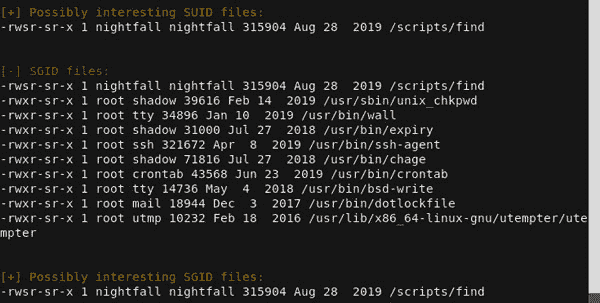 [+] Possibly interesting SUID files:
-rwsr-sr-x 1 nightfall nightfall 315904 Aug 28  2019 /scripts/find
[-] SGID files:
-rwsr-sr-x 1 nightfall nightfall 315904 Aug 28  2019 /scripts/find
-rwxr-sr-x 1 root shadow 39616 Feb 14  2019 /usr/sbin/unix_chkpwd
-rwxr-sr-x 1 root tty 34896 Jan 10  2019 /usr/bin/wall
-rwxr-sr-x 1 root shadow 31000 Jul 27  2018 /usr/bin/expiry
-rwxr-sr-x 1 root ssh 321672 Apr  8  2019 /usr/bin/ssh-agent
-rwxr-sr-x 1 root shadow 71816 Jul 27  2018 /usr/bin/chage
-rwxr-sr-x 1 root crontab 43568 Jun 23  2019 /usr/bin/crontab
-rwxr-sr-x 1 root tty 14736 May  4  2018 /usr/bin/bsd-write
-rwxr-sr-x 1 root mail 18944 Dec  3  2017 /usr/bin/dotlockfile
-rwxr-sr-x 1 root utmp 10232 Feb 18  2016 /usr/lib/x86_64-linux-gnu/utempter/ute
mpter
[+] Possibly interesting SGID files:
-rwsr-sr-x 1 nightfall nightfall 315904 Aug 28  2019 /scripts/find